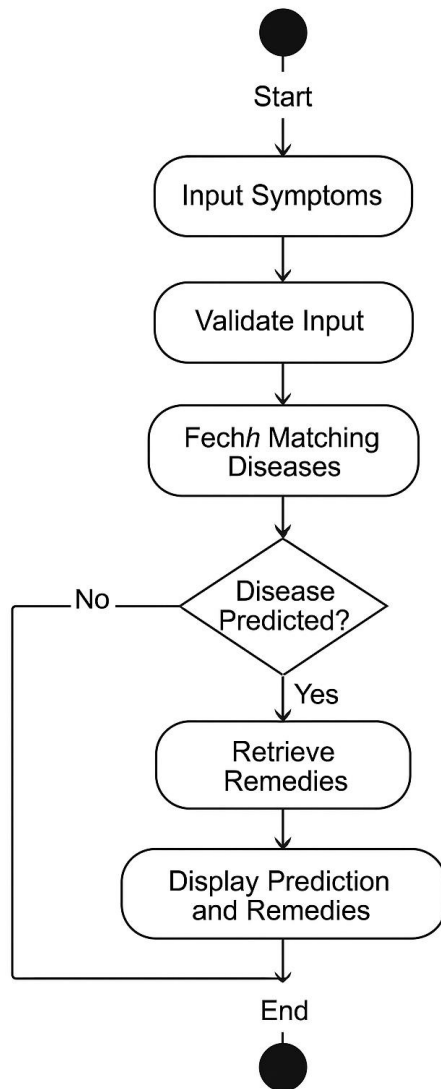 Start
Input Symptoms
Validate Input
Fechh Matching
Diseases
Disease
Predicted?
No
Yes
Retrieve
Remedies
Display Prediction
and Remedies
End